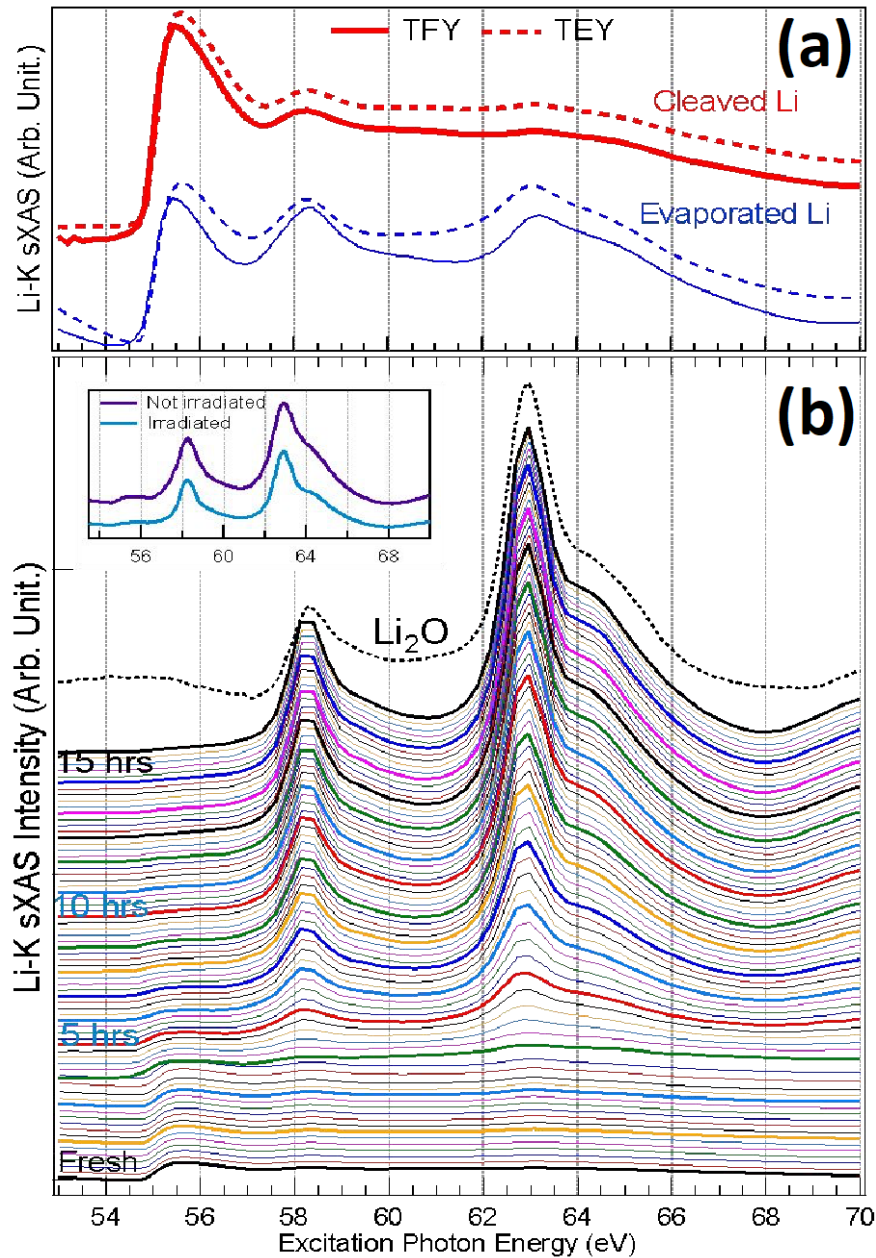 TFY
TEY
(a)
Cleaved Li
Evaporated Li
Li-K sXAS (Arb. Unit.)
(b)
Not irradiated
Irradiated
56 60 64 68
Li₂O
15 hrs
10 hrs
5 hrs
Fresh
Li-K sXAS Intensity (Arb. Unit.)
54 56 58 60 62 64 66 68 70
Excitation Photon Energy (eV)